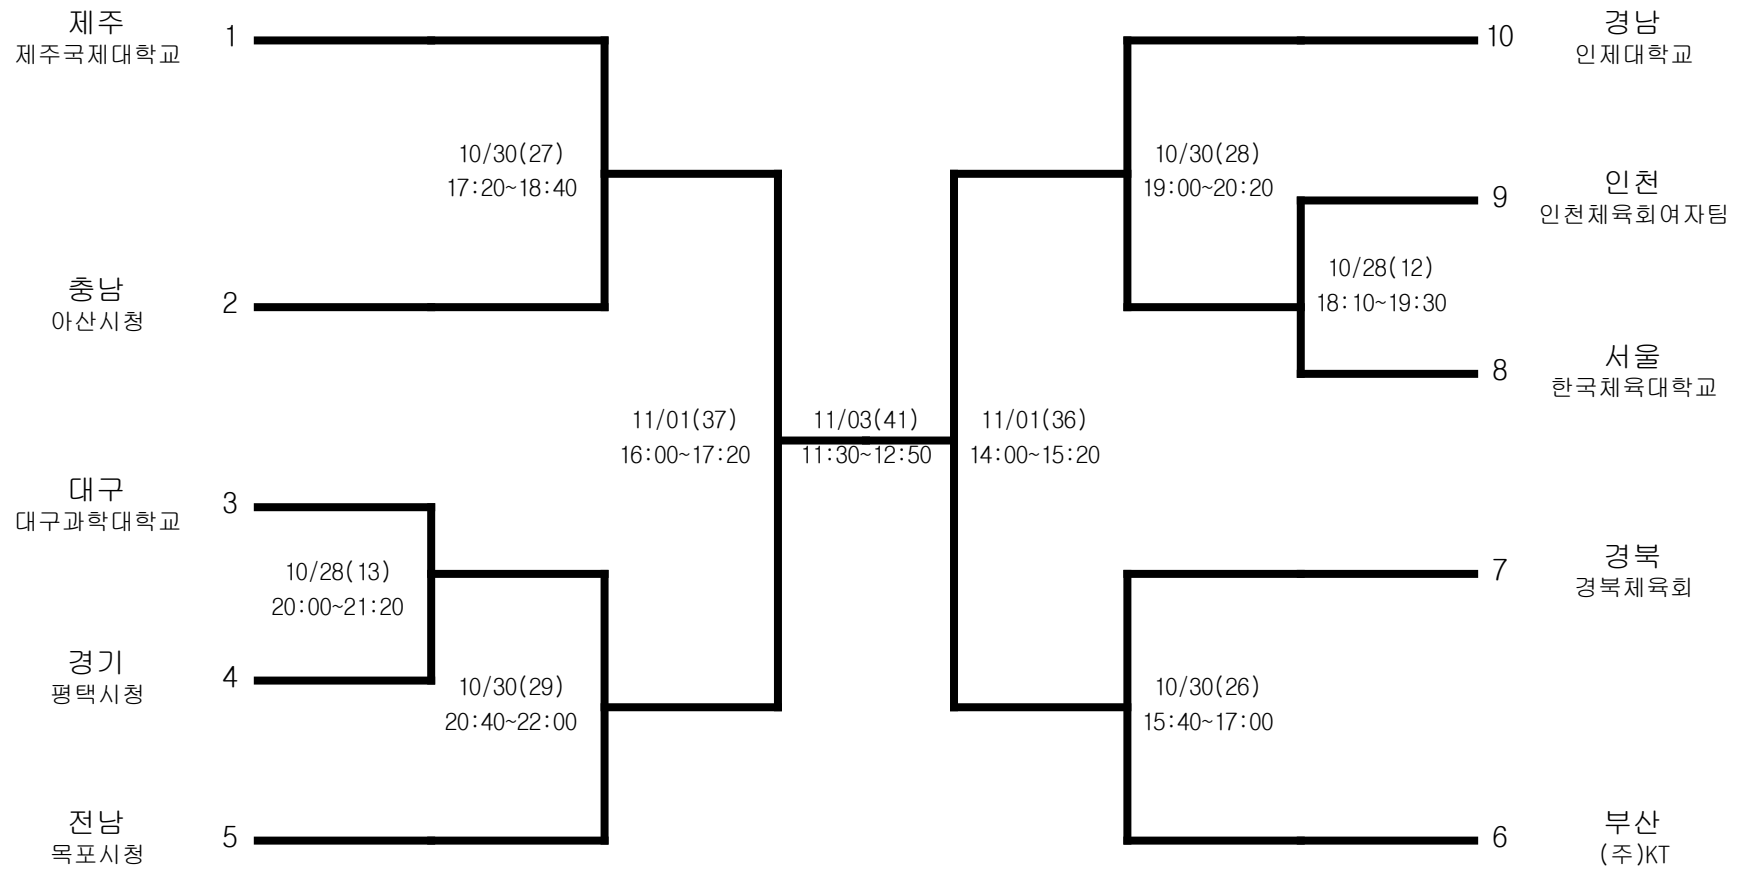 제주
제주국제대학교
1
10
경남
인제대학교
10/30(27)
17:20~18:40
10/30(28)
19:00~20:20
9
인천
인천체육회여자팀
10/28(12)
18:10~19:30
충남
아산시청
2
8
서울
한국체육대학교
11/01(37)
16:00~17:20
11/03(41)
11:30~12:50
11/01(36)
14:00~15:20
대구
대구과학대학교
3
10/28(13)
20:00~21:20
7
경북
경북체육회
경기
평택시청
4
10/30(29)
20:40~22:00
10/30(26)
15:40~17:00
전남
목포시청
5
6
부산
(주)KT